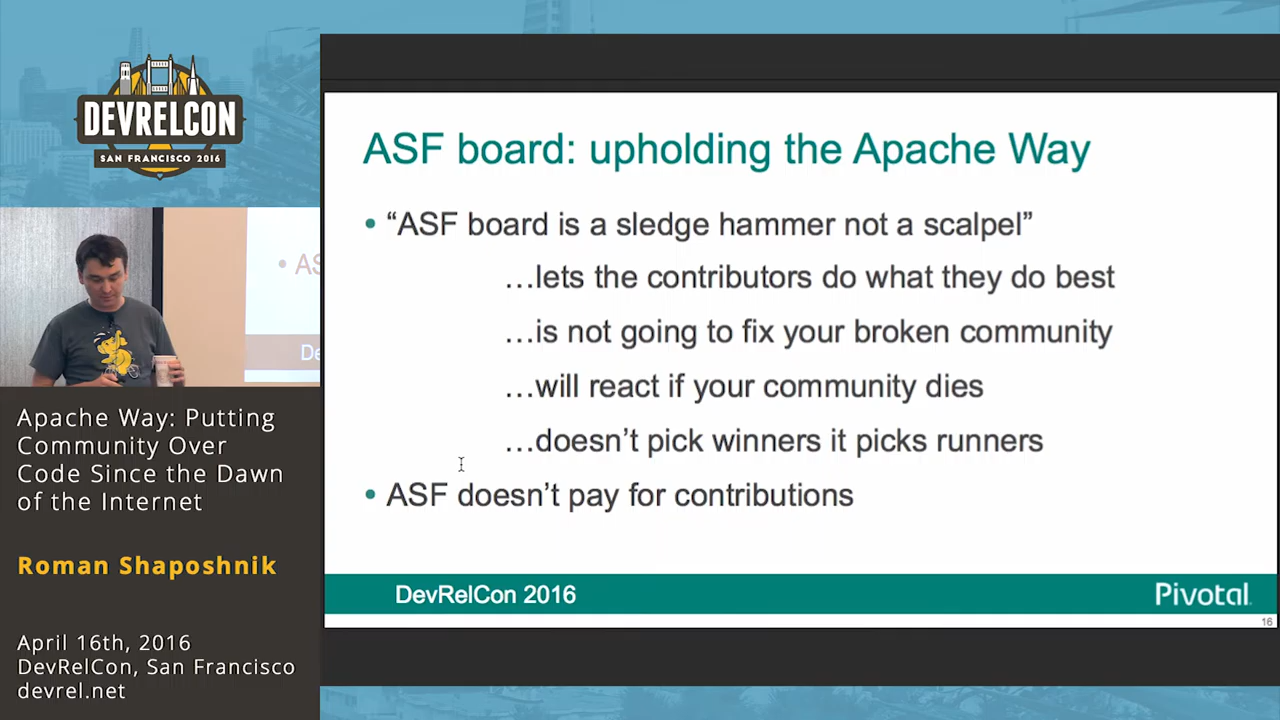 DEVRELCON
SAN FRANCISCO 2016
Apache Way: Putting
Community Over
Code Since the Dawn
of the Internet
Roman Shaposhnik
April 16th, 2016
DevRelCon, San Francisco
devrel.net
• AS
De
ASF board: upholding the Apache Way
• “ASF board is a sledge hammer not a scalpel”
…lets the contributors do what they do best
…is not going to fix your broken community
…will react if your community dies
…doesn’t pick winners it picks runners
• ASF doesn’t pay for contributions
DevRelCon 2016
Pivotal
16